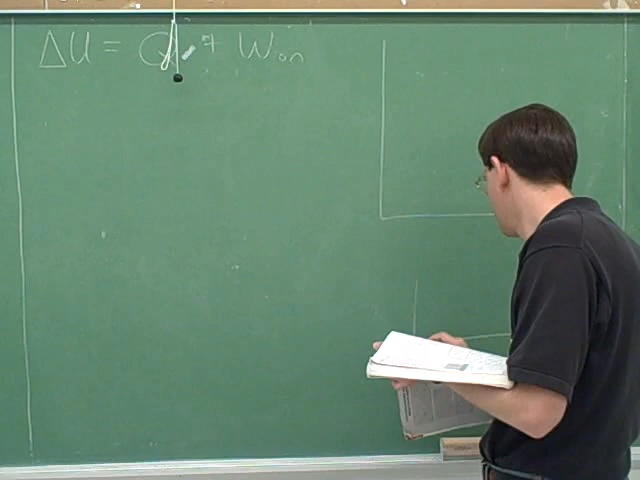 ΔU = Q + W_on